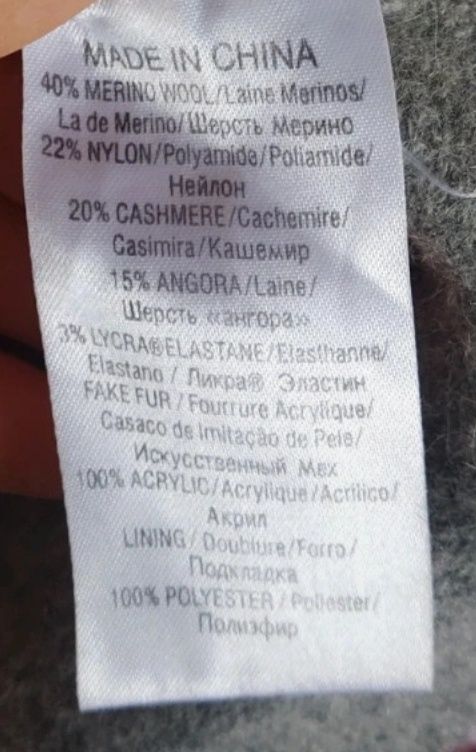 MADE IN CHINA
40% MERINO WOOL/Laine Merinos/
La de Merino/Шерсть Мерино
22% NYLON/Polyamide/Poliamide/
Нейлон
20% CASHMERE/Cachemire/
Casimira/Кашемир
15% ANGORA/Laine/
Шерсть «ангора»
3% LYCRA®ELASTANE/Elasthanne/
Elastano / Ликра® Эластин
FAKE FUR / Fourrure Acrylique/
Casaco de Imitação de Pele/
Искусственный Мех
100% ACRYLIC/Acrylique/Acrílico/
Акрил
LINING / Doublure/Forro/
Подкладка
100% POLYESTER / Poliester/
Полиэфир